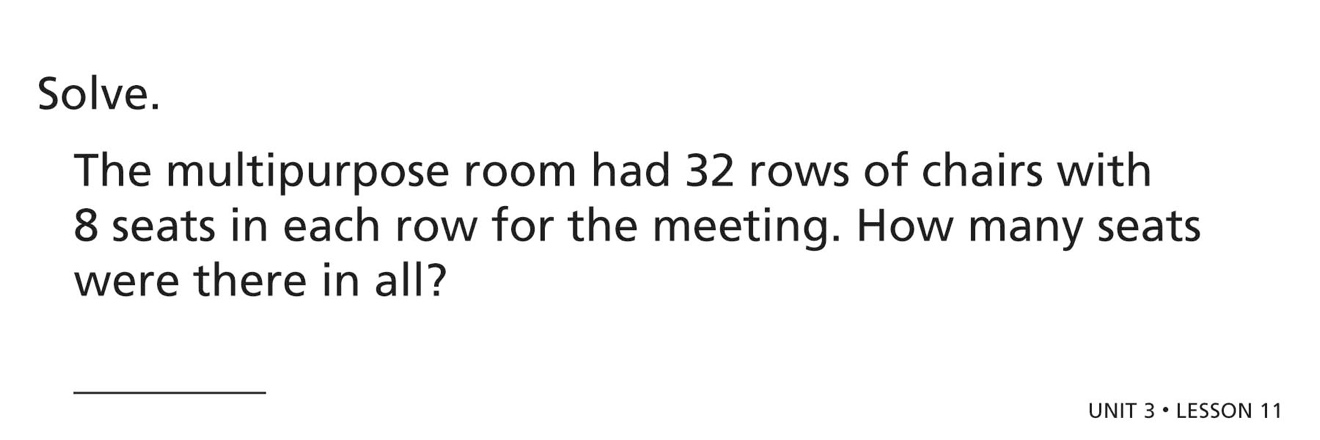 Solve.
The multipurpose room had 32 rows of chairs with
8 seats in each row for the meeting. How many seats
were there in all?
UNIT 3 • LESSON 11